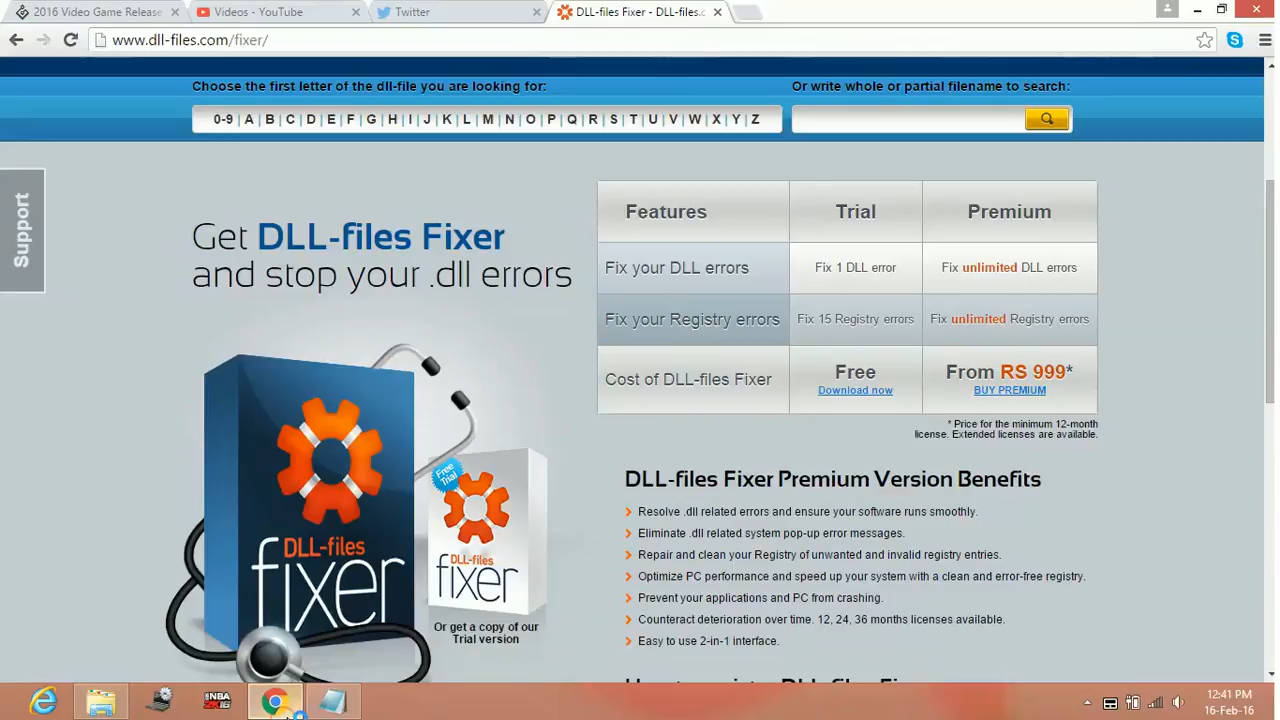 2016 Video Game Release
Videos - YouTube
Twitter
DLL-files Fixer - DLL-files.c
www.dll-files.com/fixer/
Choose the first letter of the dll-file you are looking for:
Or write whole or partial filename to search:
0-9 | A | B | C | D | E | F | G | H | I | J | K | L | M | N | O | P | Q | R | S | T | U | V | W | X | Y | Z
Support
Get DLL-files Fixer
and stop your .dll errors
Features Trial Premium
Fix your DLL errors Fix 1 DLL error Fix unlimited DLL errors
Fix your Registry errors Fix 15 Registry errors Fix unlimited Registry errors
Cost of DLL-files Fixer Free From RS 999*
Download now BUY PREMIUM
* Price for the minimum 12-month
license. Extended licenses are available.
DLL-files
fixer
Free
Trial
DLL-files
fixer
Or get a copy of our
Trial version
DLL-files Fixer Premium Version Benefits
Resolve .dll related errors and ensure your software runs smoothly.
Eliminate .dll related system pop-up error messages.
Repair and clean your Registry of unwanted and invalid registry entries.
Optimize PC performance and speed up your system with a clean and error-free registry.
Prevent your applications and PC from crashing.
Counteract deterioration over time. 12, 24, 36 months licenses available.
Easy to use 2-in-1 interface.
NBA
2K16
12:41 PM
16-Feb-16